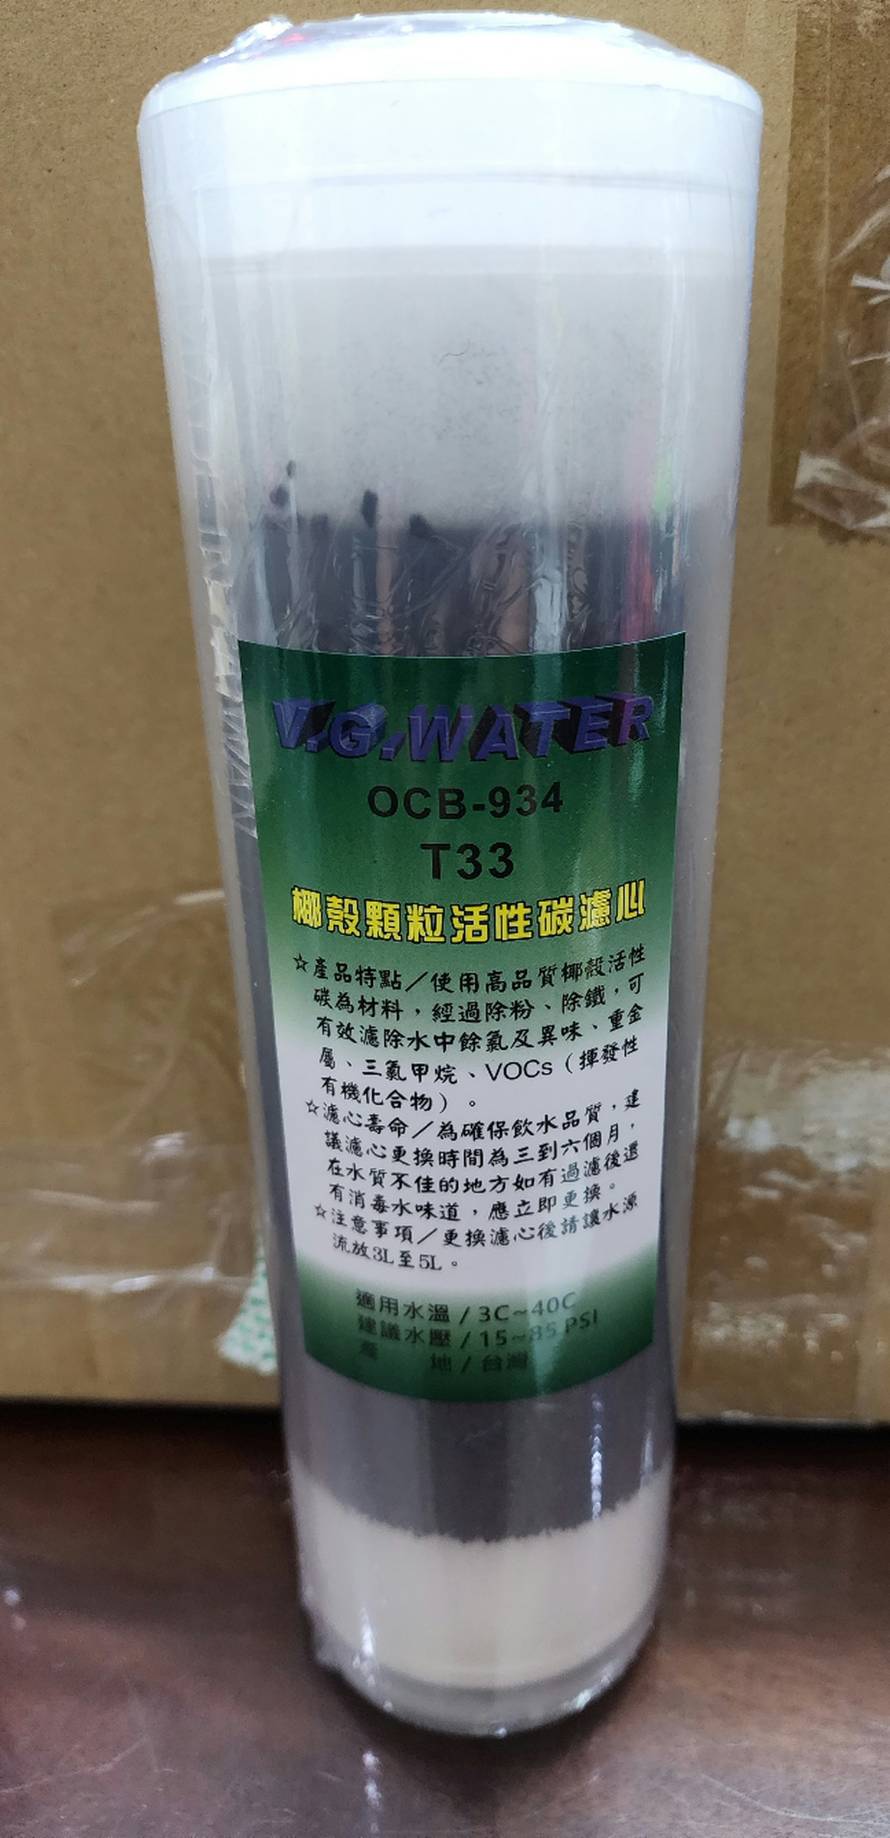 V.G.WATER
OCB-934
T33
椰殼顆粒活性碳濾心
☆產品特點／使用高品質椰殼活性
碳為材料，經過除粉、除鐵，可
有效濾除水中餘氯及異味、重金
屬、三氯甲烷、VOCs（揮發性
有機化合物）。
☆濾心壽命／為確保飲水品質，建
議濾心更換時間為三到六個月，
在水質不佳的地方如有過濾後還
有消毒水味道，應立即更換。
☆注意事項／更換濾心後請讓水源
流放3L至5L。
適用水溫/3C~40C
建議水壓/15~85 PSI
產　　地/台灣
MADE IN TAIWAN